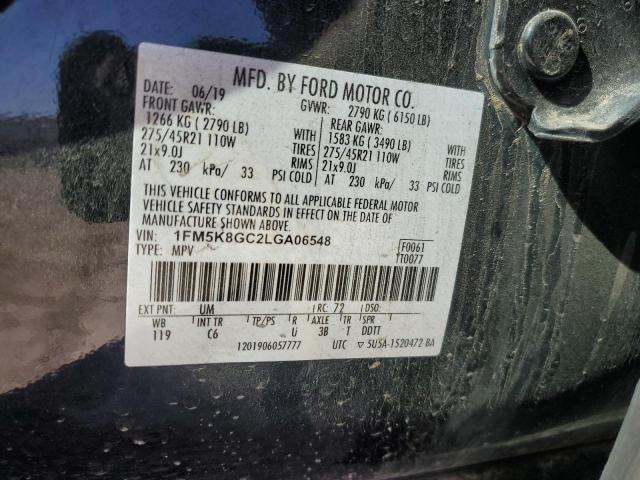 MFD. BY FORD MOTOR CO.
DATE: 06/19 GVWR: 2790 KG ( 6150 LB)
FRONT GAWR: REAR GAWR:
1266 KG ( 2790 LB) 1583 KG ( 3490 LB)
275/45R21 110W TIRES 275/45R21 110W TIRES
21x9.0J RIMS 21x9.0J RIMS
AT 230 kPa/ 33 PSI COLD AT 230 kPa/ 33 PSI COLD
THIS VEHICLE CONFORMS TO ALL APPLICABLE FEDERAL MOTOR
VEHICLE SAFETY STANDARDS IN EFFECT ON THE DATE OF
MANUFACTURE SHOWN ABOVE.
VIN: 1FM5K8GC2LGA06548 F0061
TYPE: MPV T0077
EXT PNT: UM RC: 72 DSO:
WB INT TR TP/PS R AXLE TR SPR
119 C6 U 3B T DDTT
1201906057777 UTC ▽ 5U5A-1520472-BA